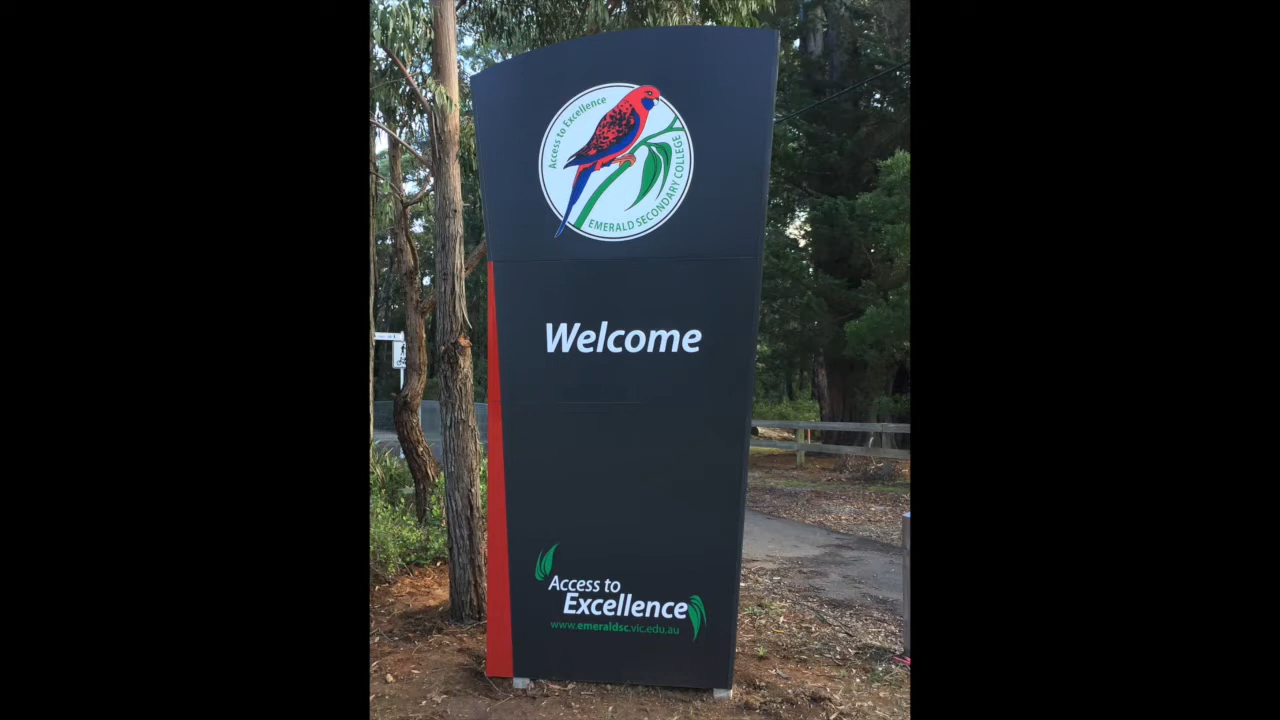 Access to Excellence
EMERALD SECONDARY COLLEGE
Welcome
Access to
Excellence
www.emeraldsc.vic.edu.au